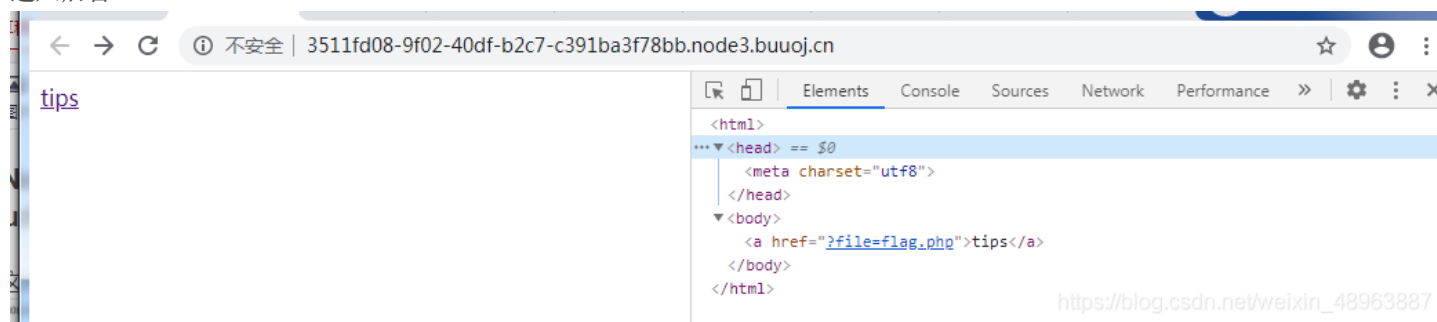 不安全 | 3511fd08-9f02-40df-b2c7-c391ba3f78bb.node3.buuoj.cn
tips
Elements Console Sources Network Performance »
<html>
··· ▼<head> == $0
<meta charset="utf8">
</head>
▼<body>
<a href="?file=flag.php">tips</a>
</body>
</html>
https://blog.csdn.net/weixin_48963887